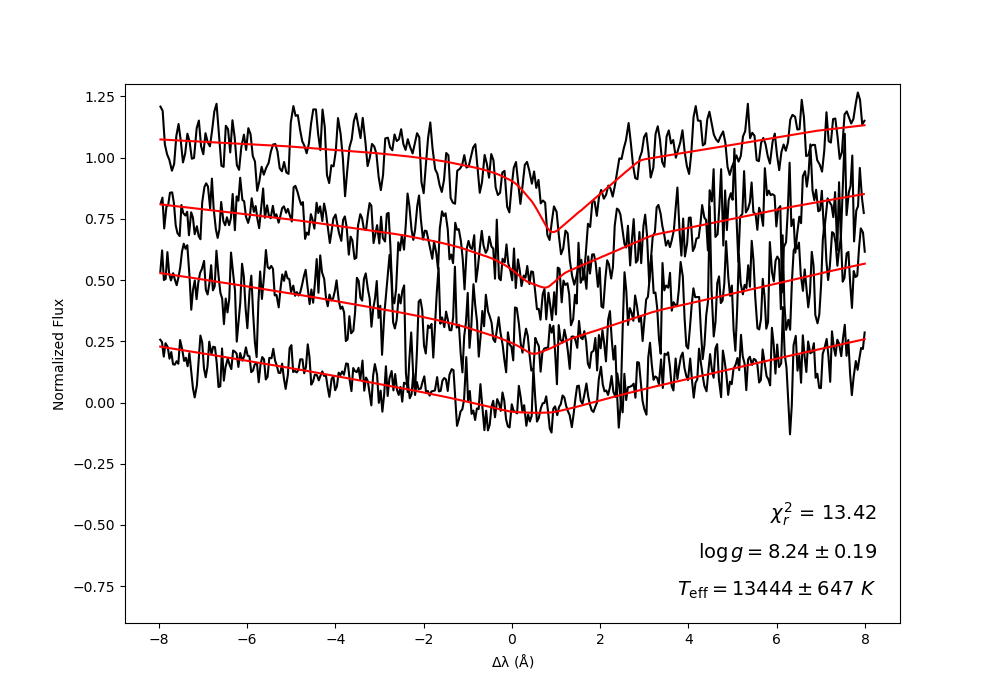 1.25
1.00
0.75
0.50
0.25
0.00
−0.25
−0.50
−0.75
Normalized Flux
χ²ᵣ = 13.42
log g = 8.24 ± 0.19
T_eff = 13444 ± 647 K
−8 −6 −4 −2 0 2 4 6 8
Δλ (Å)